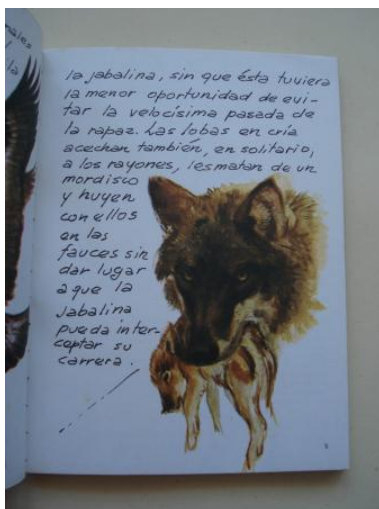 nales
l
la
la jabalina, sin que ésta tuviera
la menor oportunidad de evi-
tar la velocísima pasada de
la rapaz. Las lobas en cría
acechan también, en solitario,
a los rayones, les matan de un
mordisco
y huyen
con ellos
en las
fauces sin
dar lugar
a que la
jabalina
pueda inter-
ceptar su
carrera.